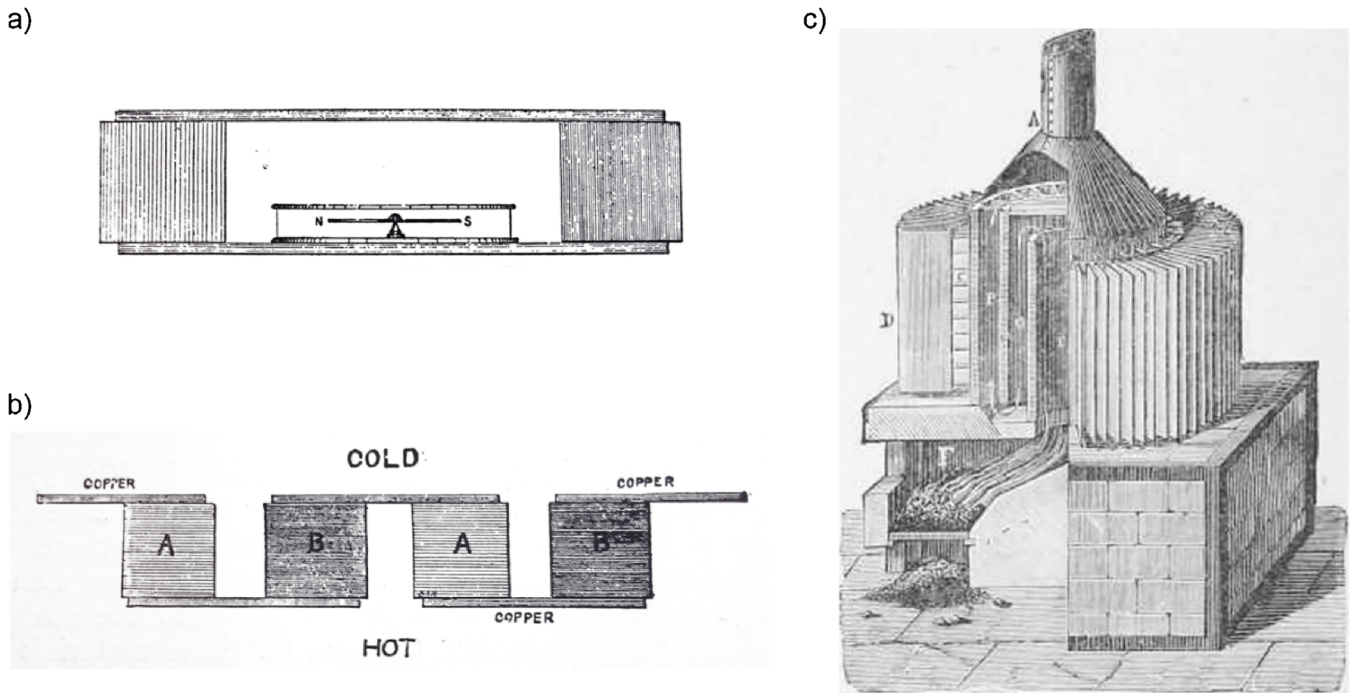 a)
N S
b)
COLD
COPPER COPPER
A B A B
COPPER
HOT
c)
A
D
F